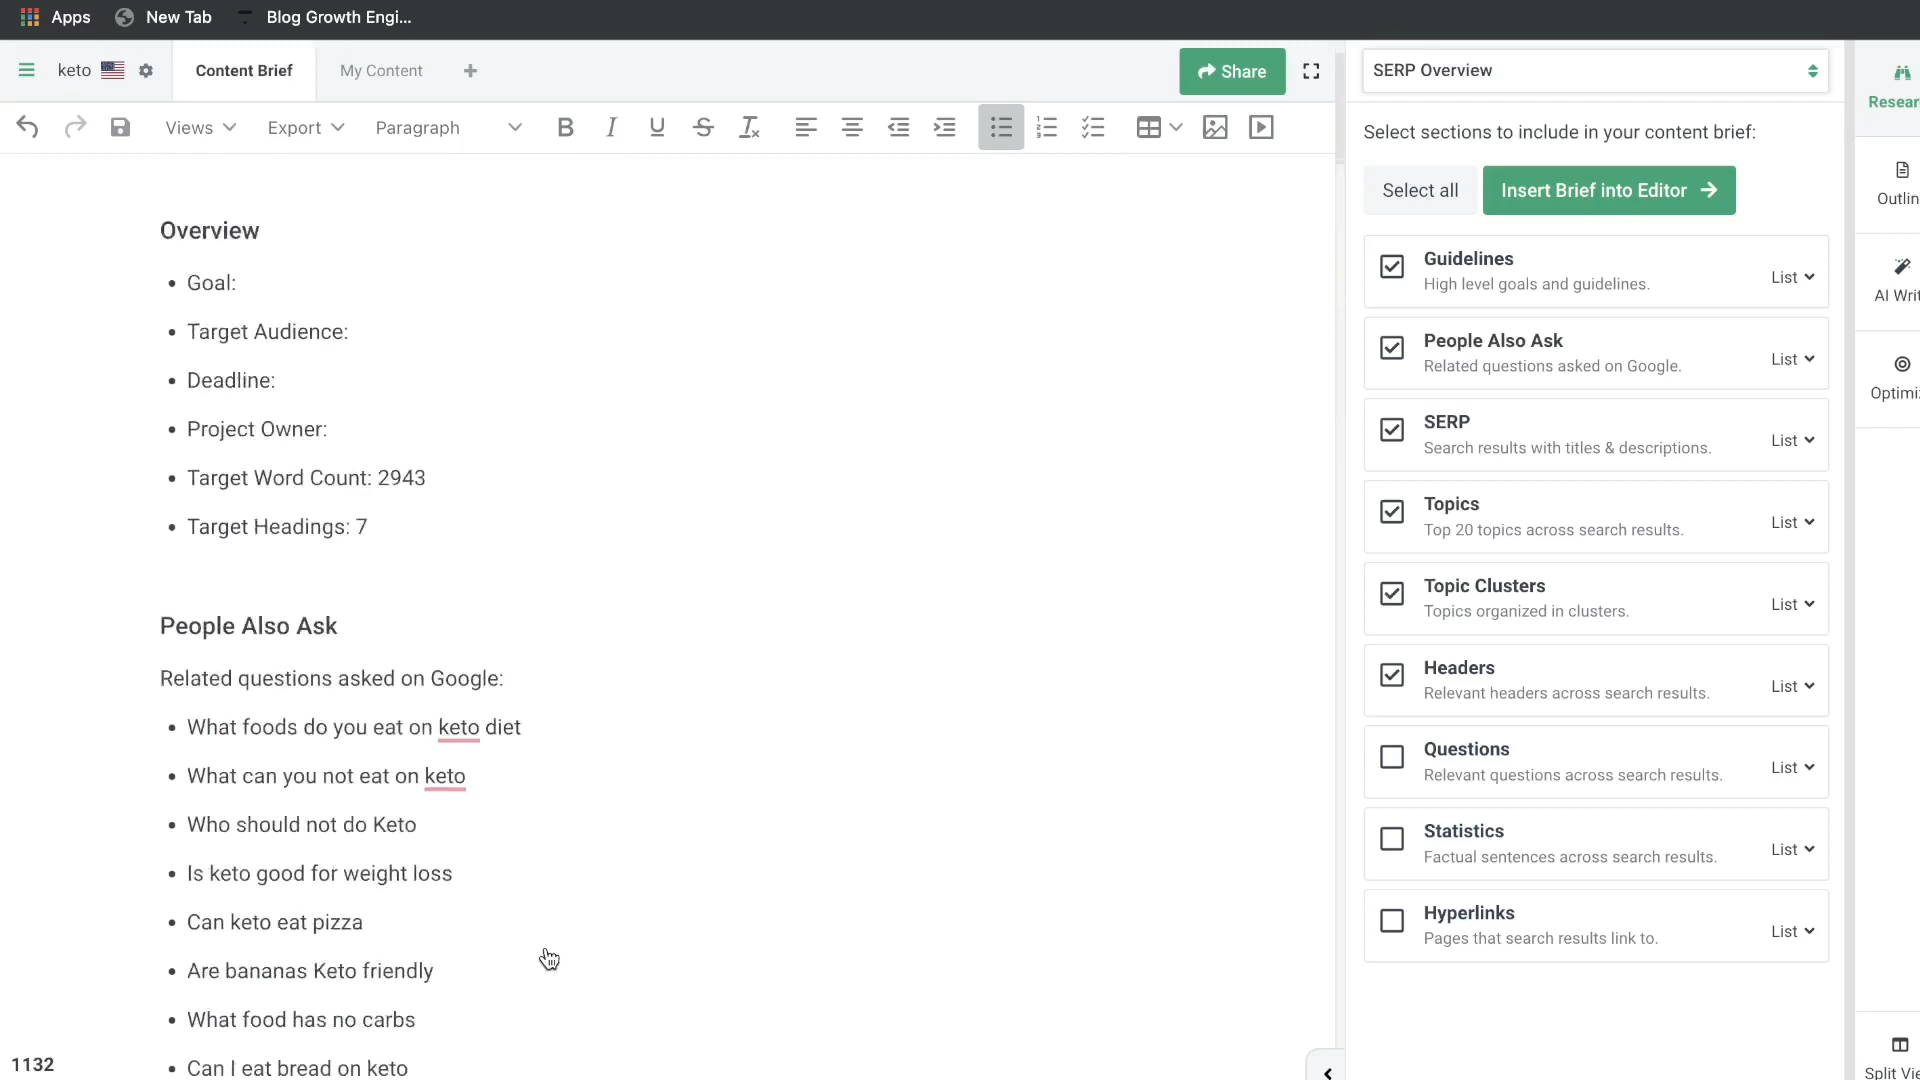 Apps New Tab Blog Growth Engi...
keto Content Brief My Content Share
Views Export Paragraph
Overview
Goal:
Target Audience:
Deadline:
Project Owner:
Target Word Count: 2943
Target Headings: 7
People Also Ask
Related questions asked on Google:
What foods do you eat on keto diet
What can you not eat on keto
Who should not do Keto
Is keto good for weight loss
Can keto eat pizza
Are bananas Keto friendly
What food has no carbs
Can I eat bread on keto
1132
SERP Overview
Select sections to include in your content brief:
Select all Insert Brief into Editor
Guidelines
High level goals and guidelines. List
People Also Ask
Related questions asked on Google. List
SERP
Search results with titles & descriptions. List
Topics
Top 20 topics across search results. List
Topic Clusters
Topics organized in clusters. List
Headers
Relevant headers across search results. List
Questions
Relevant questions across search results. List
Statistics
Factual sentences across search results. List
Hyperlinks
Pages that search results link to. List
Resear
Outlin
AI Writ
Optimiz
Split Vie